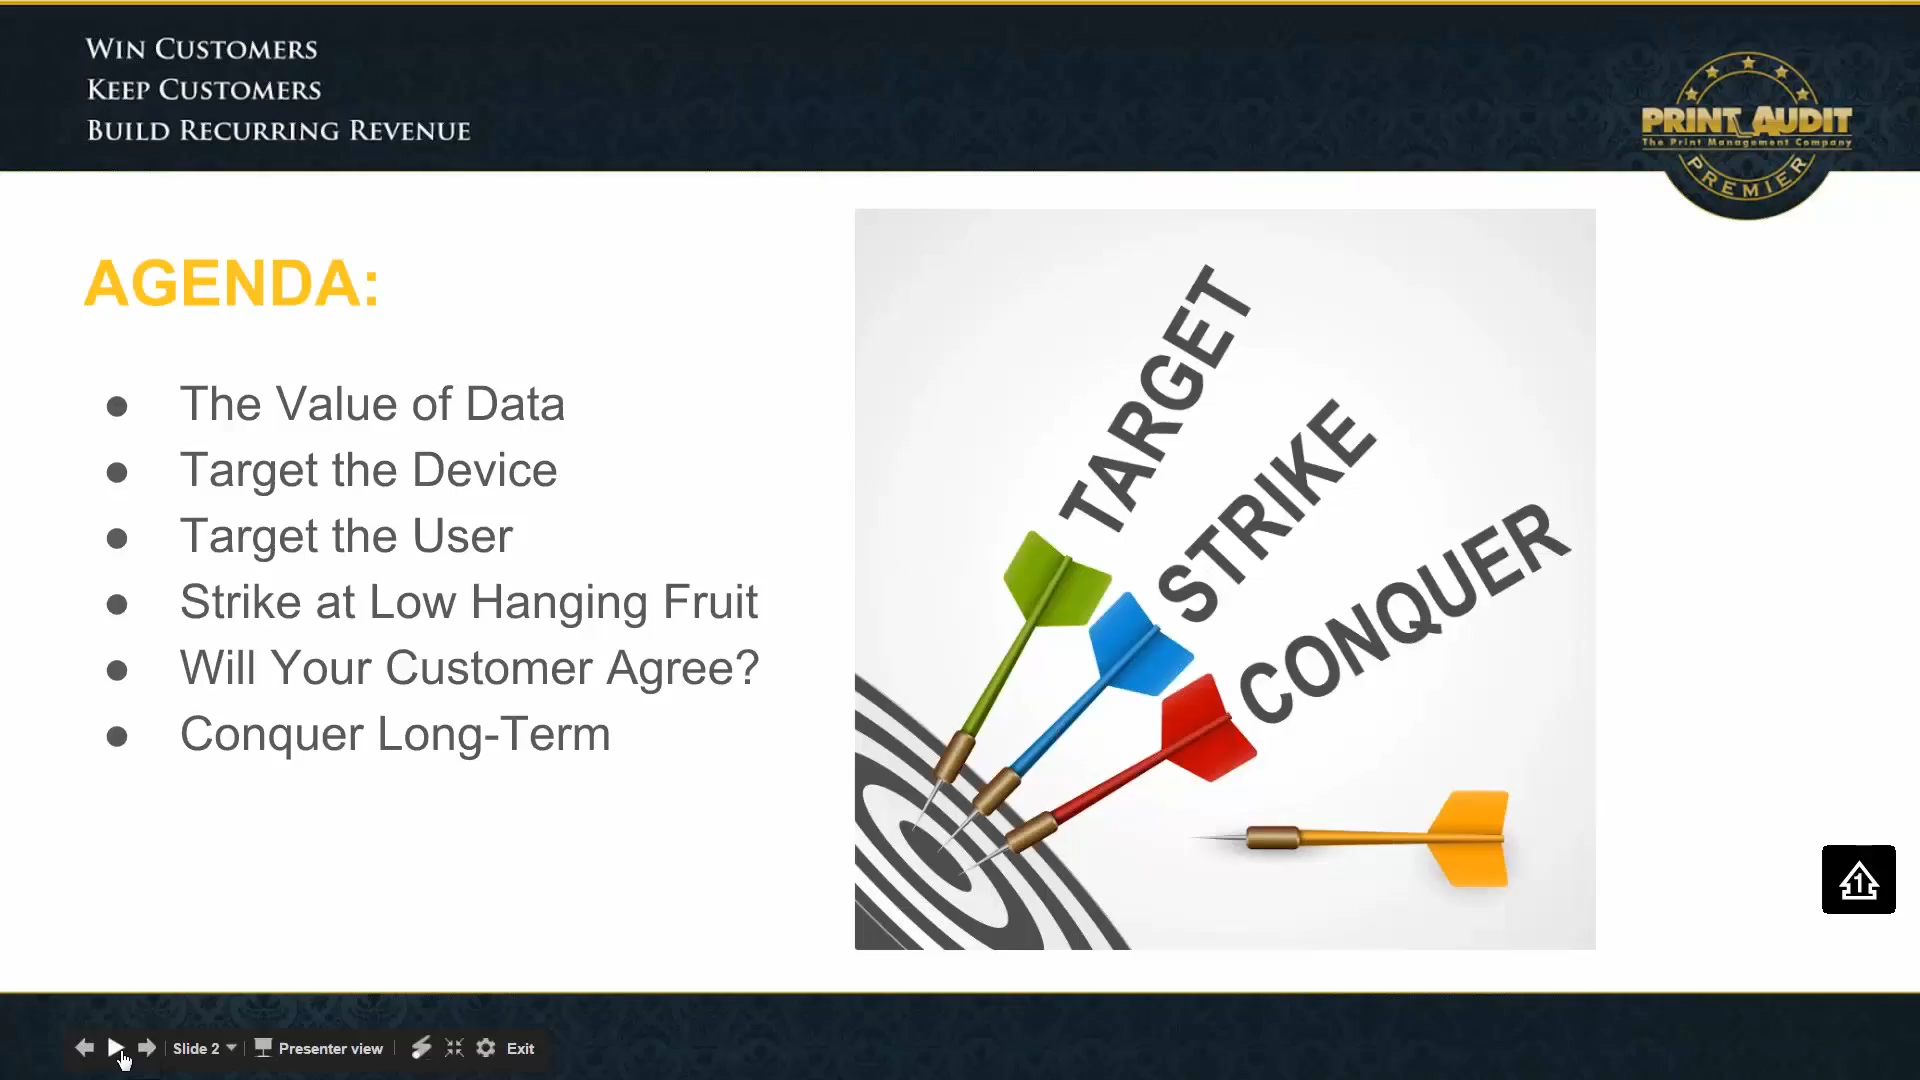 WIN CUSTOMERS
KEEP CUSTOMERS
BUILD RECURRING REVENUE
PRINT AUDIT
The Print Management Company
PREMIER
AGENDA:
● The Value of Data
● Target the Device
● Target the User
● Strike at Low Hanging Fruit
● Will Your Customer Agree?
● Conquer Long-Term
TARGET
STRIKE
CONQUER
1
Slide 2
Presenter view
Exit